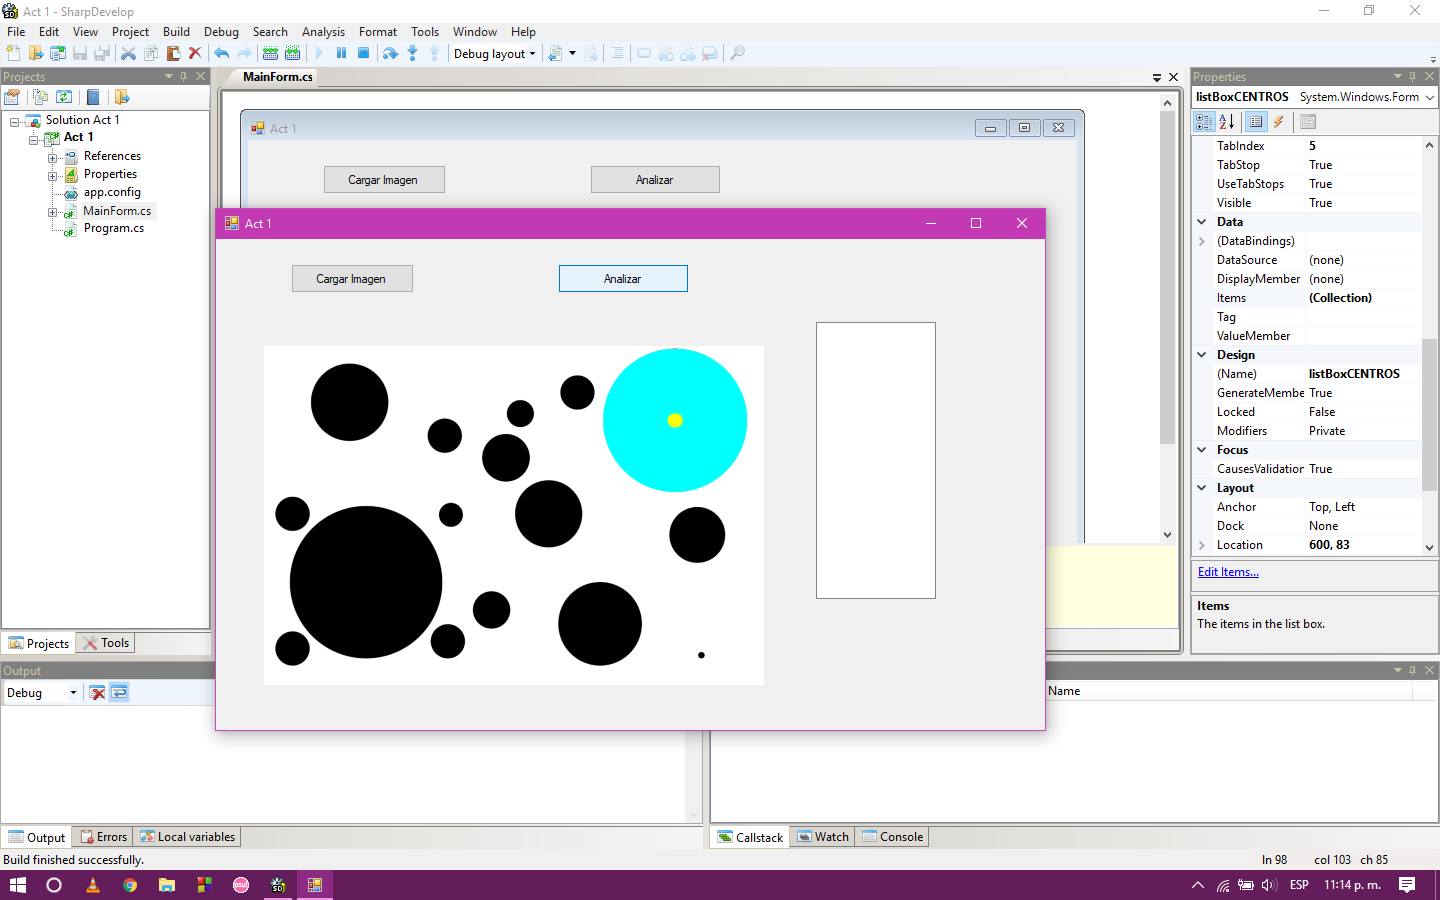 Act 1 - SharpDevelop
File Edit View Project Build Debug Search Analysis Format Tools Window Help
Debug layout
Projects
Solution Act 1
Act 1
References
Properties
app.config
MainForm.cs
Program.cs
Projects Tools
MainForm.cs
Act 1
Cargar Imagen Analizar
Act 1
Cargar Imagen Analizar
Properties
listBoxCENTROS System.Windows.Form
TabIndex 5
TabStop True
UseTabStops True
Visible True
Data
(DataBindings)
DataSource (none)
DisplayMember (none)
Items (Collection)
Tag
ValueMember
Design
(Name) listBoxCENTROS
GenerateMembe True
Locked False
Modifiers Private
Focus
CausesValidation True
Layout
Anchor Top, Left
Dock None
Location 600, 83
Edit Items...
Items
The items in the list box.
Output
Debug
Name
Output Errors Local variables
Callstack Watch Console
Build finished successfully.
ln 98 col 103 ch 85
ESP 11:14 p. m.